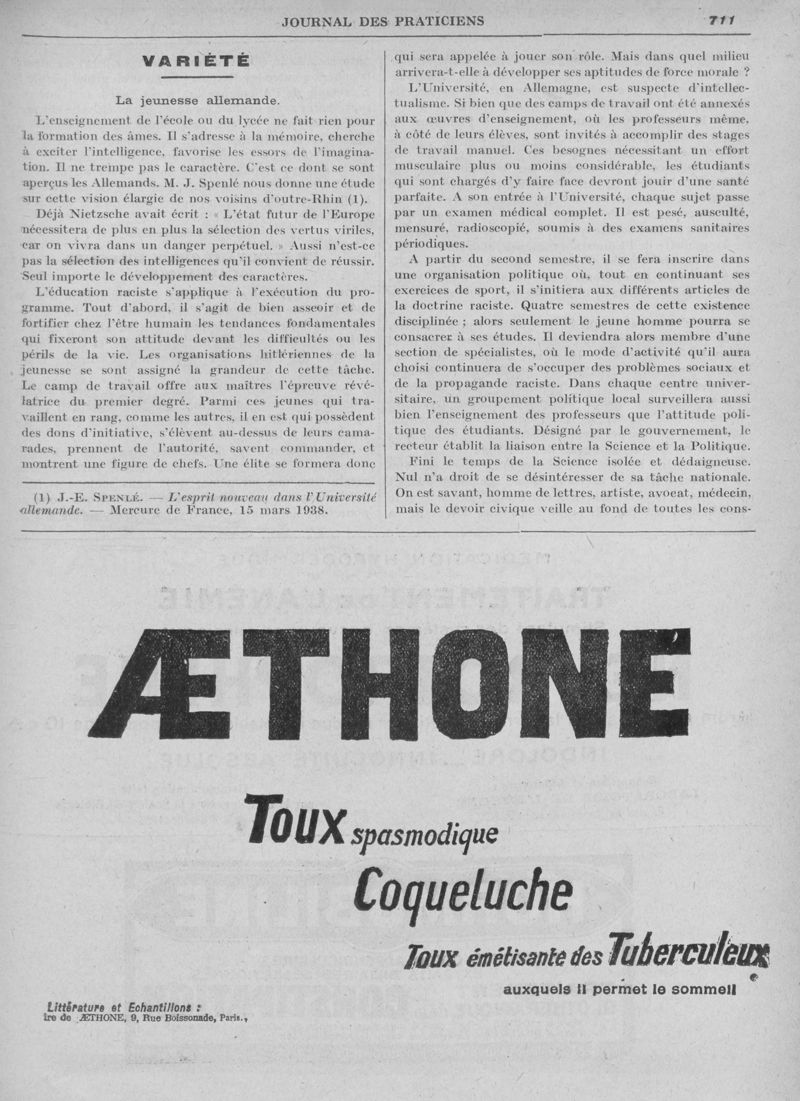 JOURNAL DES PRATICIENS 711
VARIÉTÉ
La jeunesse allemande.
L'enseignement de l'école ou du lycée ne fait rien pour
la formation des âmes. Il s'adresse à la mémoire, cherche
à exciter l'intelligence, favorise les essors de l'imagina-
tion. Il ne trempe pas le caractère. C'est ce dont se sont
aperçus les Allemands. M. J. Spenlé nous donne une étude
sur cette vision élargie de nos voisins d'outre-Rhin (1).
Déjà Nietzsche avait écrit : « L'état futur de l'Europe
nécessitera de plus en plus la sélection des vertus viriles,
car on vivra dans un danger perpétuel. » Aussi n'est-ce
pas la sélection des intelligences qu'il convient de réussir.
Seul importe le développement des caractères.
L'éducation raciste s'applique à l'exécution du pro-
gramme. Tout d'abord, il s'agit de bien asseoir et de
fortifier chez l'être humain les tendances fondamentales
qui fixeront son attitude devant les difficultés ou les
périls de la vie. Les organisations hitlériennes de la
jeunesse se sont assigné la grandeur de cette tâche.
Le camp de travail offre aux maîtres l'épreuve révé-
latrice du premier degré. Parmi ces jeunes qui tra-
vaillent en rang, comme les autres, il en est qui possèdent
des dons d'initiative, s'élèvent au-dessus de leurs cama-
rades, prennent de l'autorité, savent commander, et
montrent une figure de chefs. Une élite se formera donc
(1) J.-E. SPENLÉ. — L'esprit nouveau dans l'Université
allemande. — Mercure de France, 15 mars 1938.
qui sera appelée à jouer son rôle. Mais dans quel milieu
arrivera-t-elle à développer ses aptitudes de force morale ?
L'Université, en Allemagne, est suspecte d'intellec-
tualisme. Si bien que des camps de travail ont été annexés
aux œuvres d'enseignement, où les professeurs même,
à côté de leurs élèves, sont invités à accomplir des stages
de travail manuel. Ces besognes nécessitant un effort
musculaire plus ou moins considérable, les étudiants
qui sont chargés d'y faire face devront jouir d'une santé
parfaite. A son entrée à l'Université, chaque sujet passe
par un examen médical complet. Il est pesé, ausculté,
mensuré, radioscopié, soumis à des examens sanitaires
périodiques.
A partir du second semestre, il se fera inscrire dans
une organisation politique où, tout en continuant ses
exercices de sport, il s'initiera aux différents articles de
la doctrine raciste. Quatre semestres de cette existence
disciplinée ; alors seulement le jeune homme pourra se
consacrer à ses études. Il deviendra alors membre d'une
section de spécialistes, où le mode d'activité qu'il aura
choisi continuera de s'occuper des problèmes sociaux et
de la propagande raciste. Dans chaque centre univer-
sitaire, un groupement politique local surveillera aussi
bien l'enseignement des professeurs que l'attitude poli-
tique des étudiants. Désigné par le gouvernement, le
recteur établit la liaison entre la Science et la Politique.
Fini le temps de la Science isolée et dédaigneuse.
Nul n'a droit de se désintéresser de sa tâche nationale.
On est savant, homme de lettres, artiste, avocat, médecin,
mais le devoir civique veille au fond de toutes les cons-
ÆTHONE
Toux spasmodique
Coqueluche
Toux émétisante des Tuberculeux
auxquels il permet le sommeil
Littérature et Echantillons :
ire de ÆTHONE, 9, Rue Boissonade, Paris.